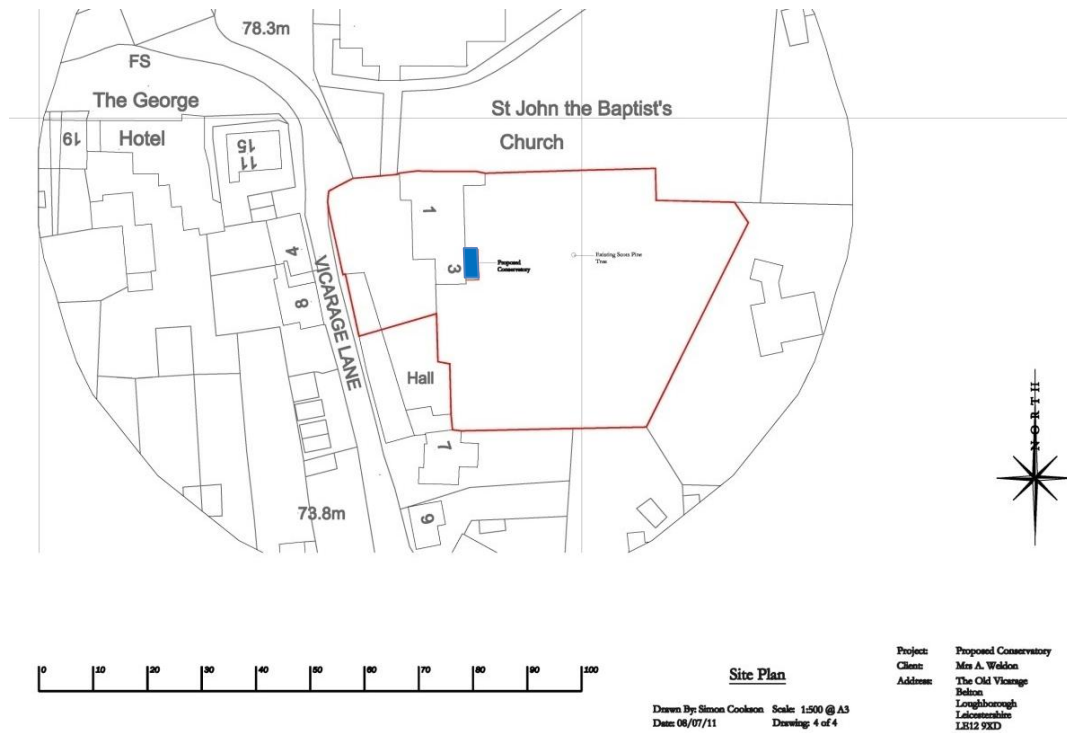 78.3m
FS
The George
Hotel
19
15
11
St John the Baptist's
Church
1
3
Proposed
Conservatory
Existing Scots Pine
Tree
4
8
VICARAGE LANE
Hall
7
9
73.8m
NORTH
0 10 20 30 40 50 60 70 80 90 100
Site Plan
Drawn By: Simon Cookson Scale: 1:500 @ A3
Date: 08/07/11 Drawing: 4 of 4
Project: Proposed Conservatory
Client: Mrs A. Weldon
Address: The Old Vicarage
Belton
Loughborough
Leicestershire
LE12 9XD